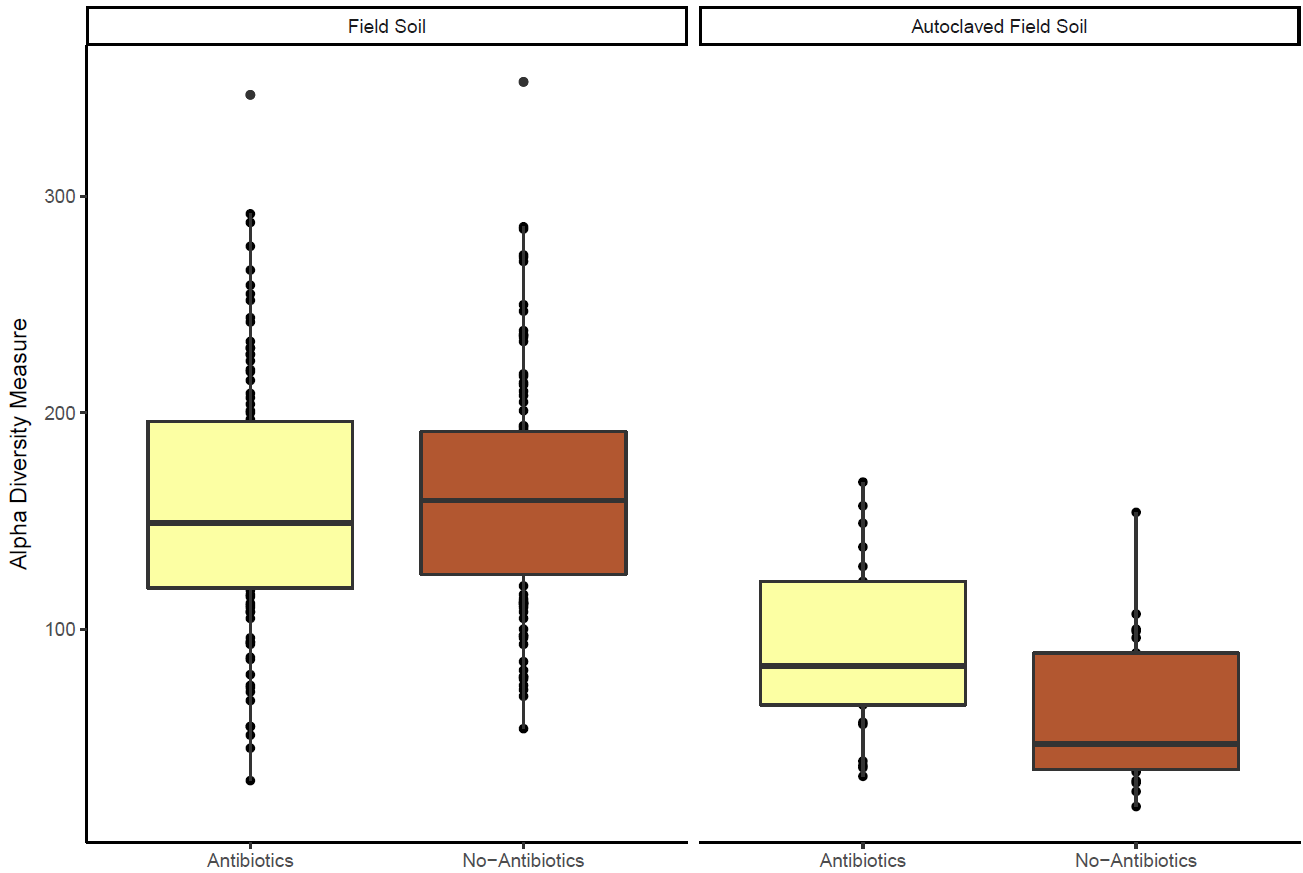 Field Soil
Autoclaved Field Soil
Alpha Diversity Measure
300
200
100
Antibiotics
No−Antibiotics
Antibiotics
No−Antibiotics